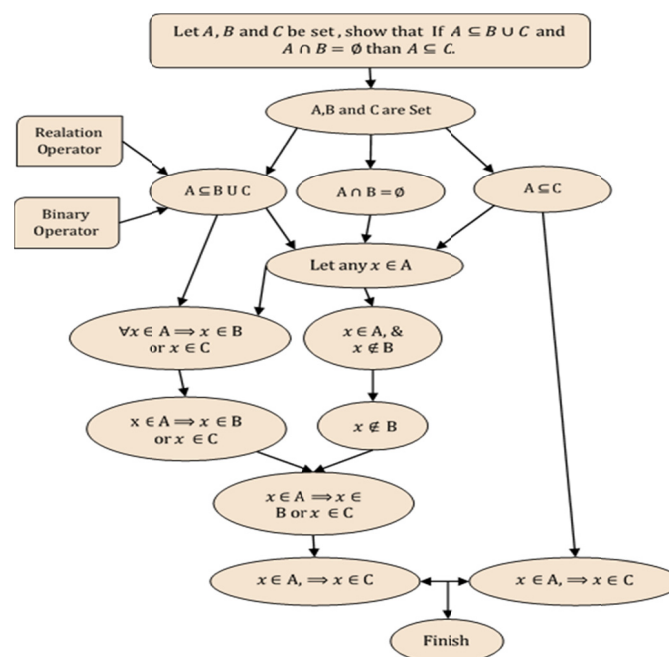 Let A, B and C be set , show that If A ⊆ B ∪ C and
A ∩ B = ∅ than A ⊆ C.
A,B and C are Set
Realation
Operator
A ⊆ B U C
A ∩ B = ∅
A ⊆ C
Binary
Operator
Let any x ∈ A
∀x ∈ A ⟹ x ∈ B
or x ∈ C
x ∈ A, &
x ∉ B
x ∈ A ⟹ x ∈ B
or x ∈ C
x ∉ B
x ∈ A ⟹ x ∈
B or x ∈ C
x ∈ A, ⟹ x ∈ C
x ∈ A, ⟹ x ∈ C
Finish